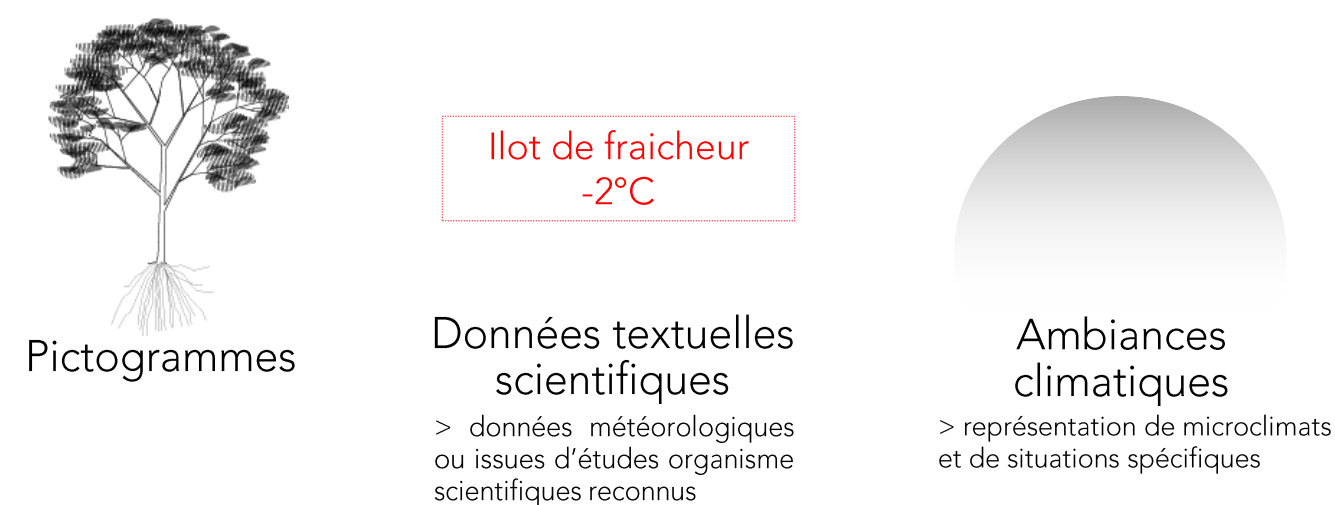 Ilot de fraicheur
-2°C
Pictogrammes
Données textuelles
scientifiques
> données météorologiques
ou issues d’études organisme
scientifiques reconnus
Ambiances
climatiques
> représentation de microclimats
et de situations spécifiques